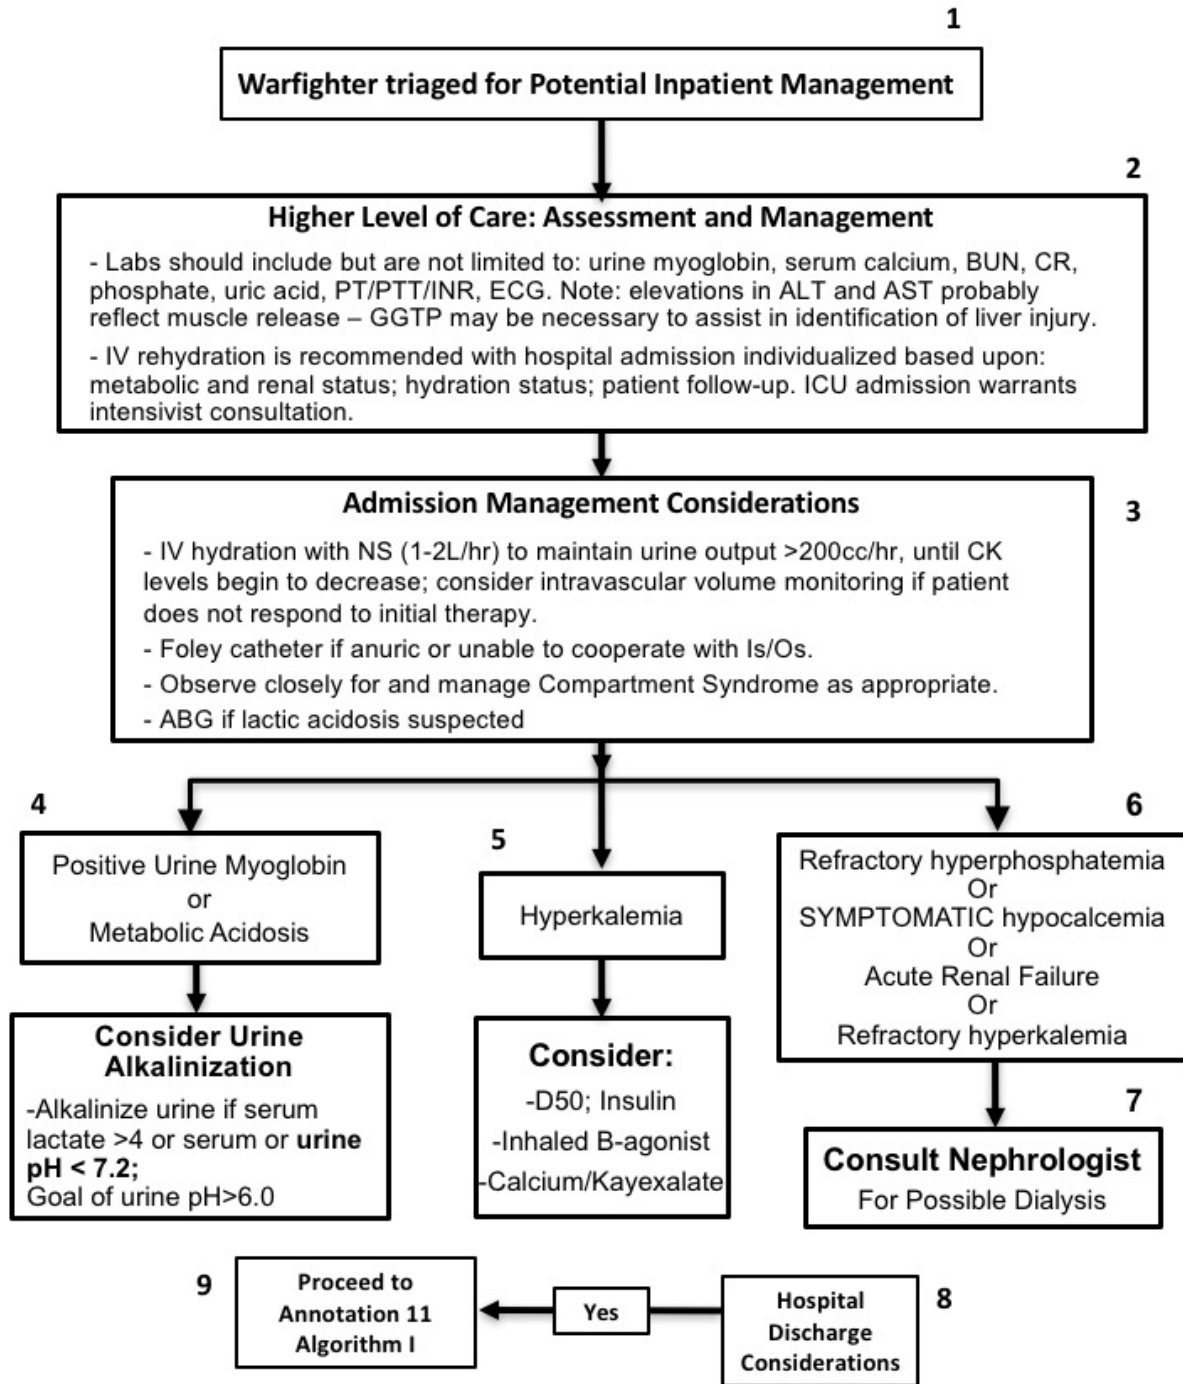 1
Warfighter triaged for Potential Inpatient Management
2
Higher Level of Care: Assessment and Management
- Labs should include but are not limited to: urine myoglobin, serum calcium, BUN, CR,
phosphate, uric acid, PT/PTT/INR, ECG. Note: elevations in ALT and AST probably
reflect muscle release – GGTP may be necessary to assist in identification of liver injury.
- IV rehydration is recommended with hospital admission individualized based upon:
metabolic and renal status; hydration status; patient follow-up. ICU admission warrants
intensivist consultation.
3
Admission Management Considerations
- IV hydration with NS (1-2L/hr) to maintain urine output >200cc/hr, until CK
levels begin to decrease; consider intravascular volume monitoring if patient
does not respond to initial therapy.
- Foley catheter if anuric or unable to cooperate with Is/Os.
- Observe closely for and manage Compartment Syndrome as appropriate.
- ABG if lactic acidosis suspected
4
Positive Urine Myoglobin
or
Metabolic Acidosis
Consider Urine
Alkalinization
-Alkalinize urine if serum
lactate >4 or serum or urine
pH < 7.2;
Goal of urine pH>6.0
5
Hyperkalemia
Consider:
-D50; Insulin
-Inhaled B-agonist
-Calcium/Kayexalate
6
Refractory hyperphosphatemia
Or
SYMPTOMATIC hypocalcemia
Or
Acute Renal Failure
Or
Refractory hyperkalemia
7
Consult Nephrologist
For Possible Dialysis
8
Hospital
Discharge
Considerations
Yes
9
Proceed to
Annotation 11
Algorithm I